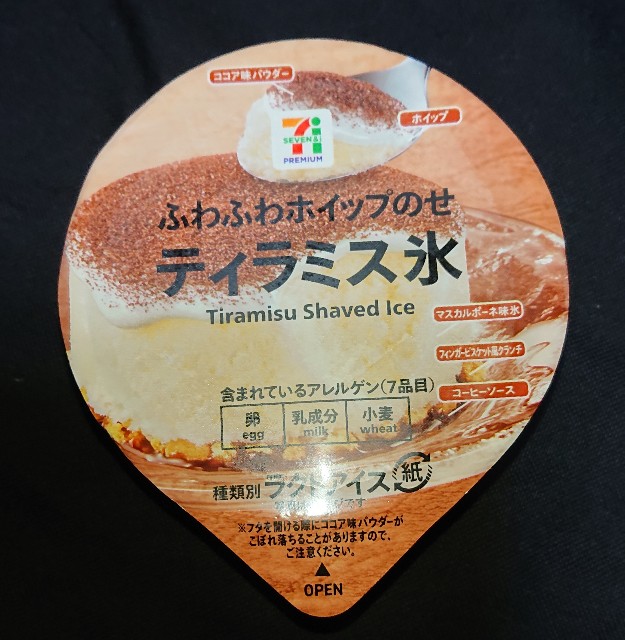 ココア味パウダー
ホイップ
SEVEN&i
PREMIUM
ふわふわホイップのせ
ティラミス氷
Tiramisu Shaved Ice
マスカルポーネ味氷
フィンガービスケット風クランチ
コーヒーソース
含まれているアレルゲン(7品目)
卵 乳成分 小麦
egg milk wheat
種類別 ラクトアイス 紙
※フタを開ける際にココア味パウダーが
こぼれ落ちることがありますので、
ご注意ください。
▲
OPEN